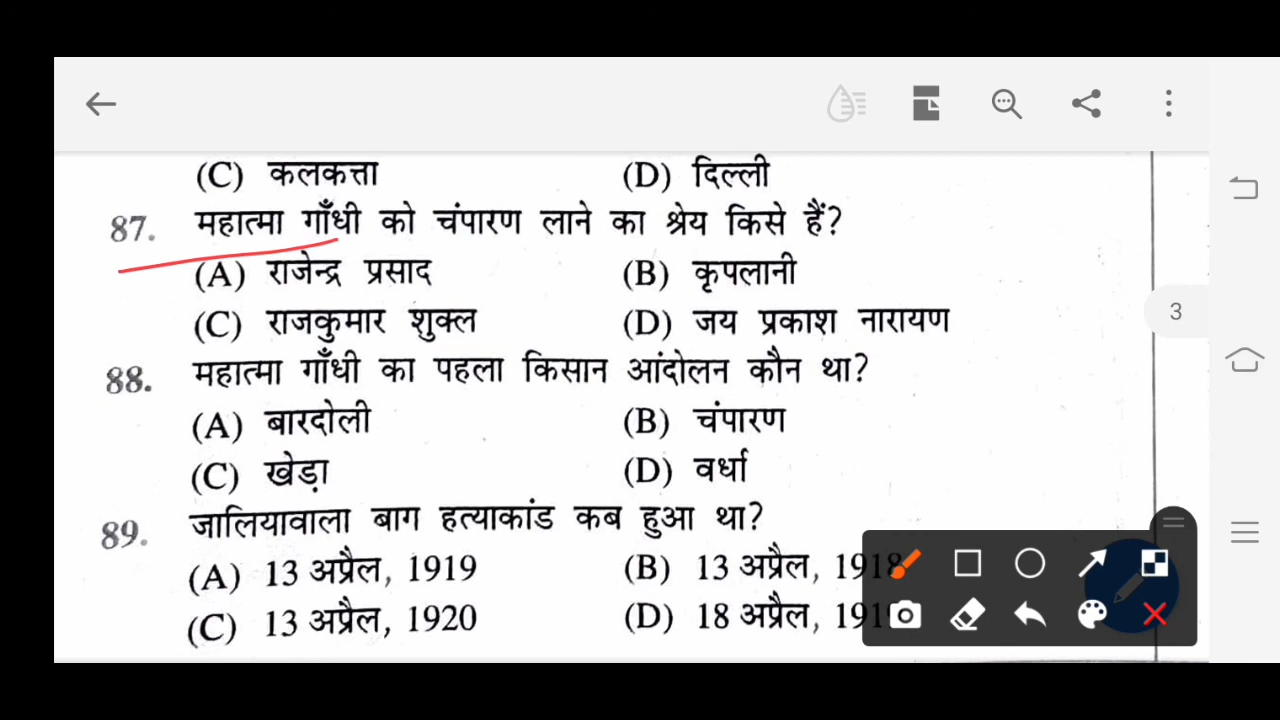 (C) कलकत्ता (D) दिल्ली
87. महात्मा गाँधी को चंपारण लाने का श्रेय किसे हैं?
(A) राजेन्द्र प्रसाद (B) कृपलानी
(C) राजकुमार शुक्ल (D) जय प्रकाश नारायण
3
88. महात्मा गाँधी का पहला किसान आंदोलन कौन था?
(A) बारदोली (B) चंपारण
(C) खेड़ा (D) वर्धा
89. जालियावाला बाग हत्याकांड कब हुआ था?
(A) 13 अप्रैल, 1919 (B) 13 अप्रैल, 1918
(C) 13 अप्रैल, 1920 (D) 18 अप्रैल,